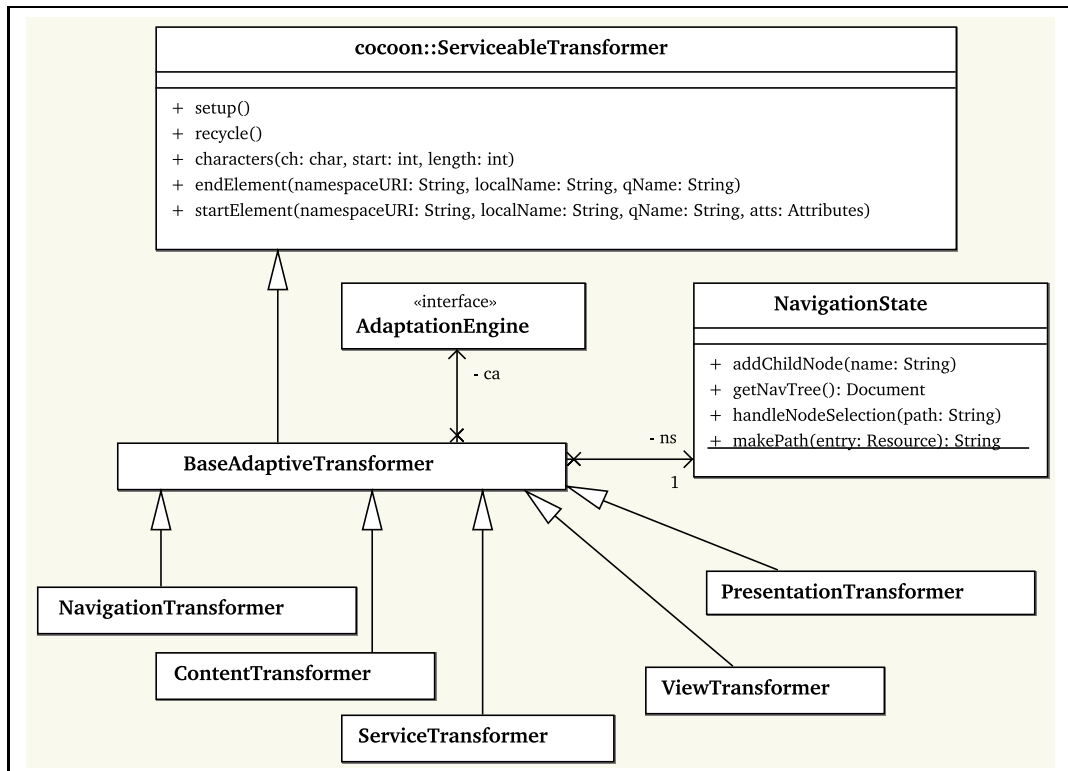 cocoon::ServiceableTransformer
+ setup()
+ recycle()
+ characters(ch: char, start: int, length: int)
+ endElement(namespaceURI: String, localName: String, qName: String)
+ startElement(namespaceURI: String, localName: String, qName: String, atts: Attributes)
«interface»
AdaptationEngine
- ca
NavigationState
+ addChildNode(name: String)
+ getNavTree(): Document
+ handleNodeSelection(path: String)
+ makePath(entry: Resource): String
- ns
1
BaseAdaptiveTransformer
NavigationTransformer
ContentTransformer
ServiceTransformer
ViewTransformer
PresentationTransformer